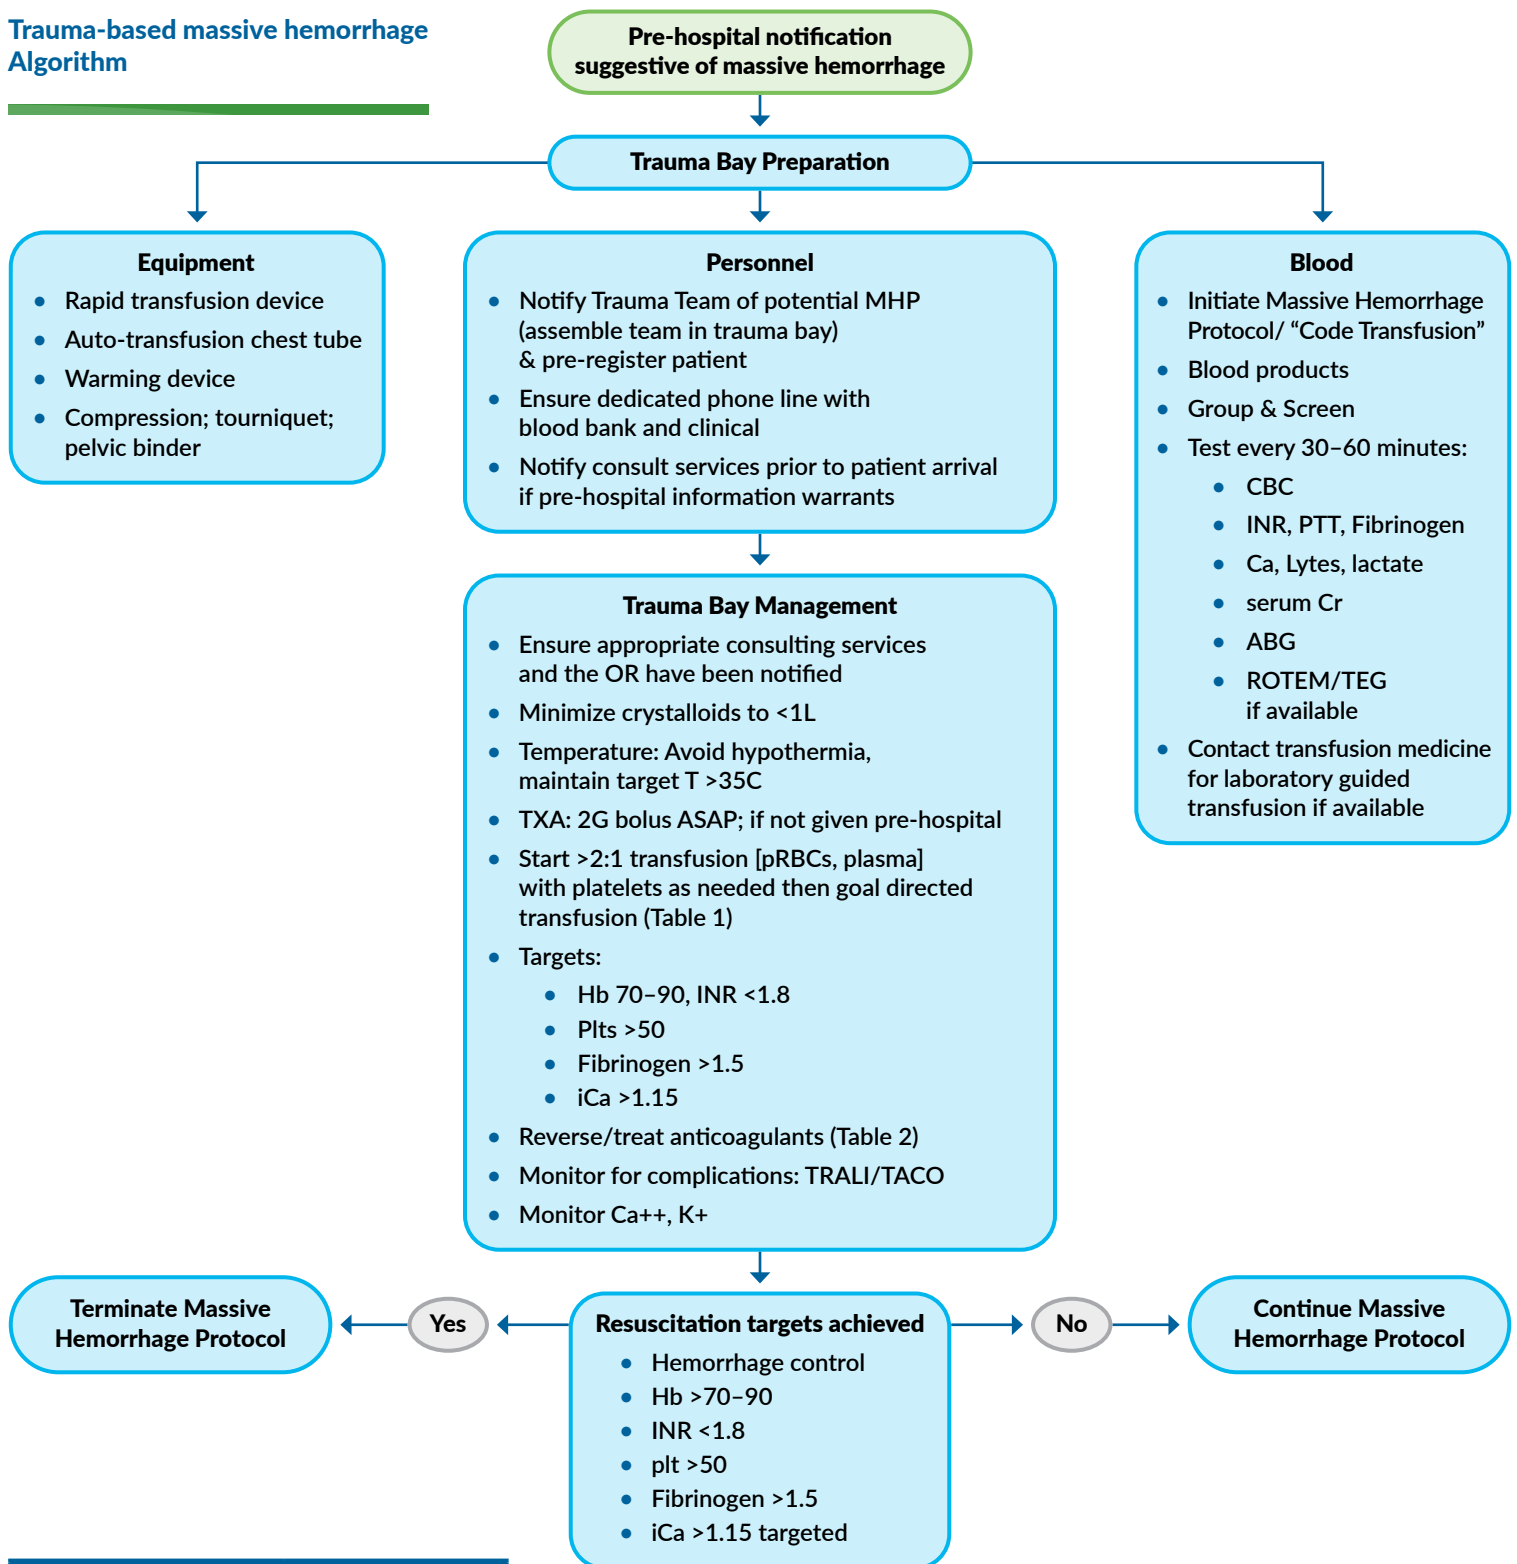 Trauma-based massive hemorrhage
Algorithm
Pre-hospital notification
suggestive of massive hemorrhage
Trauma Bay Preparation
Equipment
• Rapid transfusion device
• Auto-transfusion chest tube
• Warming device
• Compression; tourniquet;
pelvic binder
Personnel
• Notify Trauma Team of potential MHP
(assemble team in trauma bay)
& pre-register patient
• Ensure dedicated phone line with
blood bank and clinical
• Notify consult services prior to patient arrival
if pre-hospital information warrants
Blood
• Initiate Massive Hemorrhage
Protocol/ “Code Transfusion”
• Blood products
• Group & Screen
• Test every 30–60 minutes:
• CBC
• INR, PTT, Fibrinogen
• Ca, Lytes, lactate
• serum Cr
• ABG
• ROTEM/TEG
if available
• Contact transfusion medicine
for laboratory guided
transfusion if available
Trauma Bay Management
• Ensure appropriate consulting services
and the OR have been notified
• Minimize crystalloids to <1L
• Temperature: Avoid hypothermia,
maintain target T >35C
• TXA: 2G bolus ASAP; if not given pre-hospital
• Start >2:1 transfusion [pRBCs, plasma]
with platelets as needed then goal directed
transfusion (Table 1)
• Targets:
• Hb 70–90, INR <1.8
• Plts >50
• Fibrinogen >1.5
• iCa >1.15
• Reverse/treat anticoagulants (Table 2)
• Monitor for complications: TRALI/TACO
• Monitor Ca++, K+
Terminate Massive
Hemorrhage Protocol
Yes
Resuscitation targets achieved
• Hemorrhage control
• Hb >70–90
• INR <1.8
• plt >50
• Fibrinogen >1.5
• iCa >1.15 targeted
No
Continue Massive
Hemorrhage Protocol